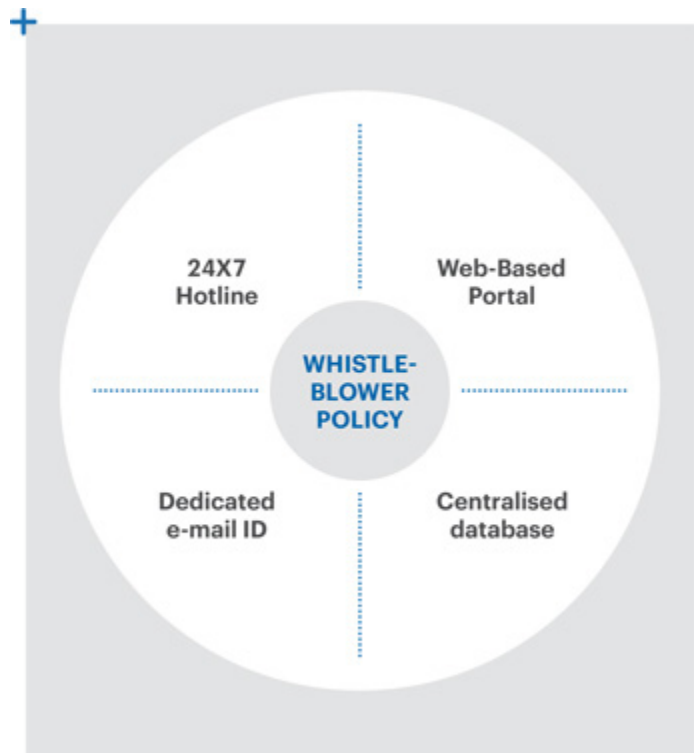 24X7
Hotline
Web-Based
Portal
WHISTLE-
BLOWER
POLICY
Dedicated
e-mail ID
Centralised
database